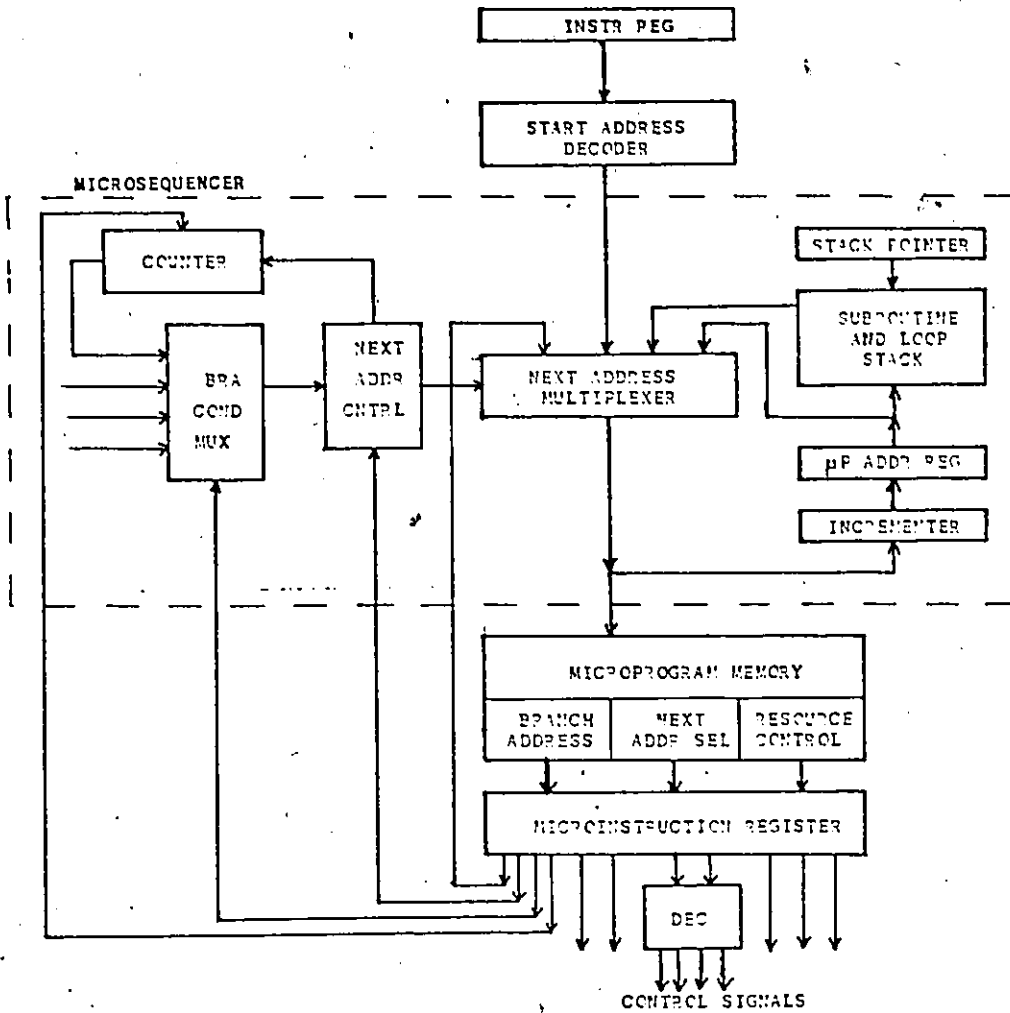 INSTR REG
START ADDRESS
DECODER
MICROSEQUENCER
COUNTER
STACK POINTER
SUBROUTINE
AND LOOP
STACK
BRA
COND
MUX
NEXT
ADDR
CNTRL
NEXT ADDRESS
MULTIPLEXER
µP ADDR REG
INCREMENTER
MICROPROGRAM MEMORY
BRANCH
ADDRESS
NEXT
ADDR SEL
RESOURCE
CONTROL
MICROINSTRUCTION REGISTER
DEC
CONTROL SIGNALS